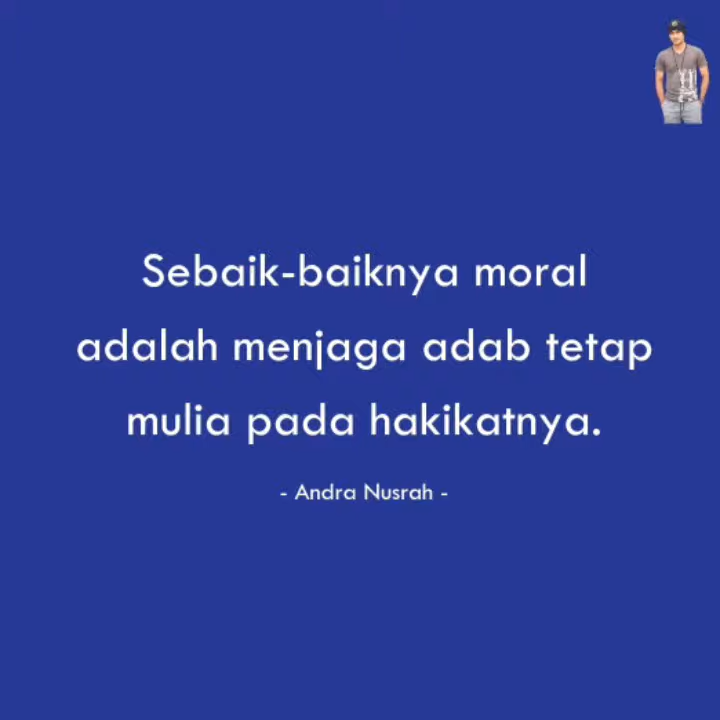 Sebaik-baiknya moral
adalah menjaga adab tetap
mulia pada hakikatnya.
- Andra Nusrah -